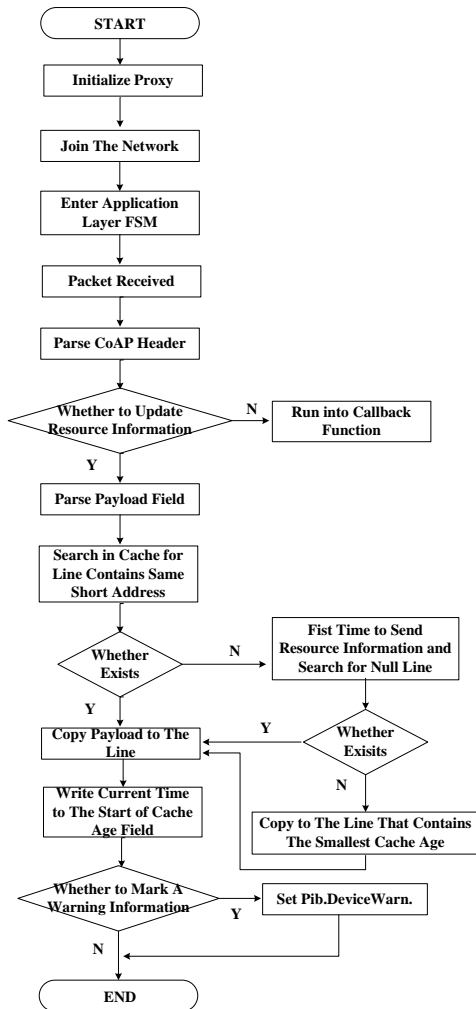 START
Initialize Proxy
Join The Network
Enter Application
Layer FSM
Packet Received
Parse CoAP Header
Whether to Update
Resource Information
N
Run into Callback
Function
Y
Parse Payload Field
Search in Cache for
Line Contains Same
Short Address
Whether
Exists
N
Fist Time to Send
Resource Information and
Search for Null Line
Y
Copy Payload to The
Line
Y
Whether
Exisits
N
Write Current Time
to The Start of Cache
Age Field
Copy to The Line That Contains
The Smallest Cache Age
Whether to Mark A
Warning Information
Y
Set Pib.DeviceWarn.
N
END